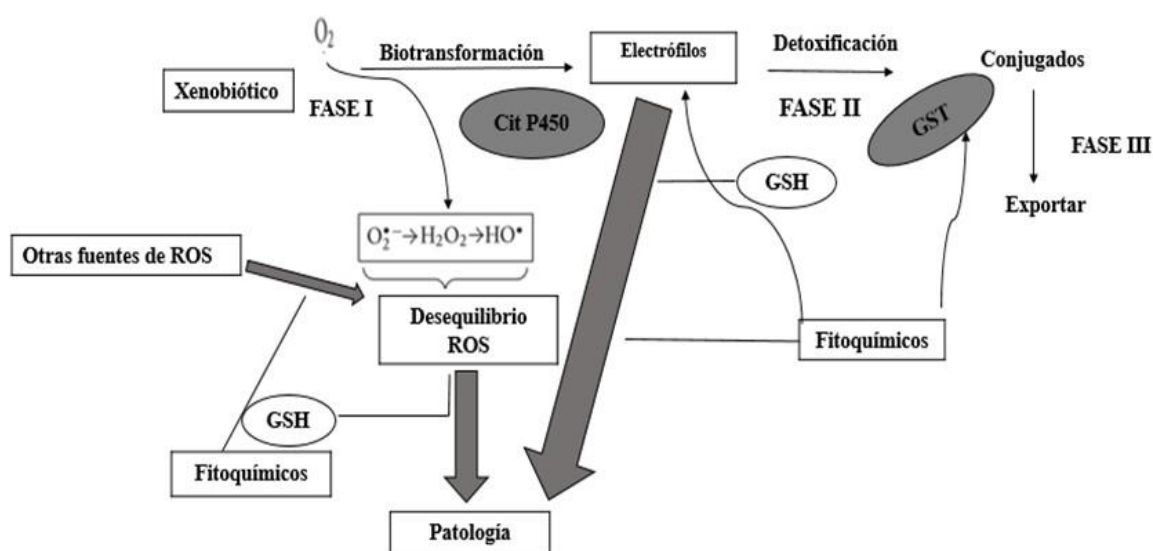 O₂
Biotransformación
Electrófilos
Detoxificación
Conjugados
Xenobiótico
FASE I
Cit P450
FASE II
GST
FASE III
GSH
Exportar
O₂•−→H₂O₂→HO•
Otras fuentes de ROS
Desequilibrio
ROS
Fitoquímicos
GSH
Fitoquímicos
Patología